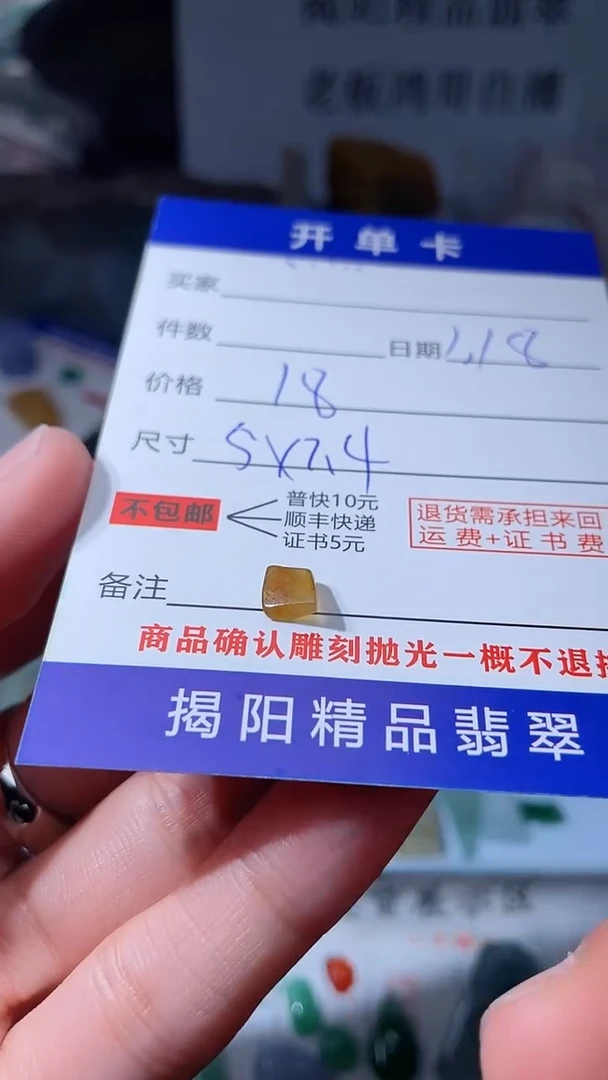 开单卡
买家
件数
日期
价格 18
尺寸 5X2.4
不包邮
普快10元
顺丰快递
证书5元
退货需承担来回
运费+证书费
备注
商品确认雕刻抛光一概不退
揭阳精品翡翠